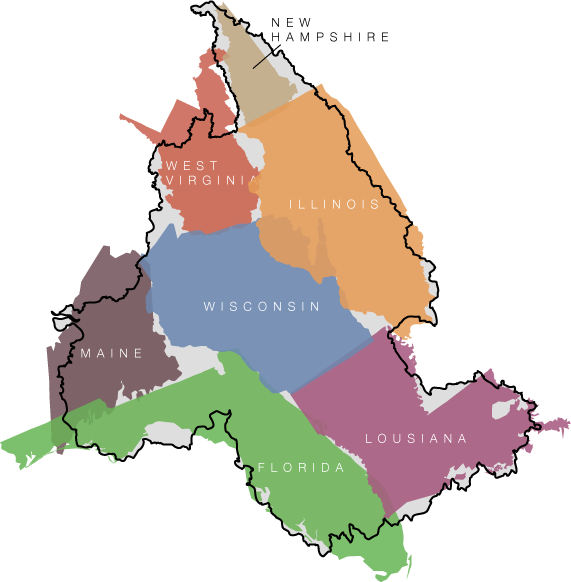 NEW
HAMPSHIRE
WEST
VIRGINIA
ILLINOIS
WISCONSIN
MAINE
LOUSIANA
FLORIDA